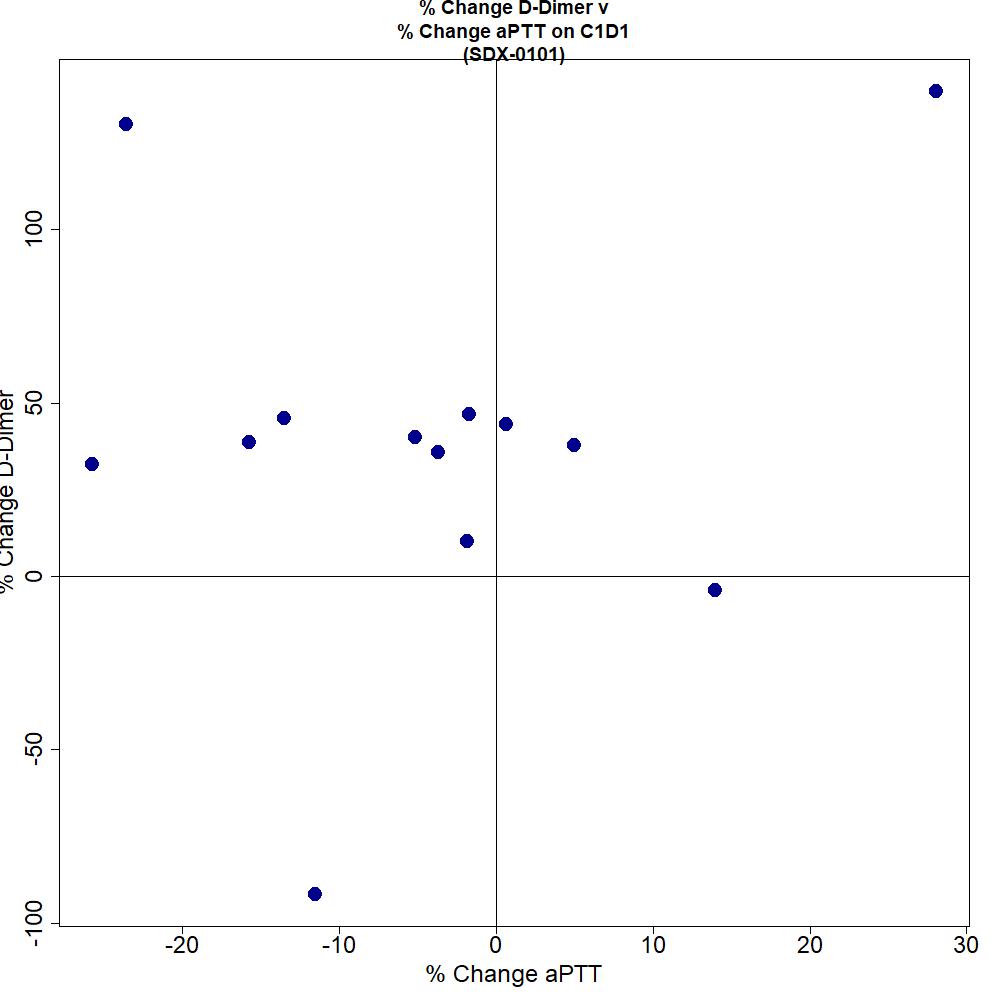 % Change D-Dimer v
% Change aPTT on C1D1
(SDX-0101)
% Change D-Dimer
100
50
0
-50
-100
-20
-10
0
10
20
30
% Change aPTT